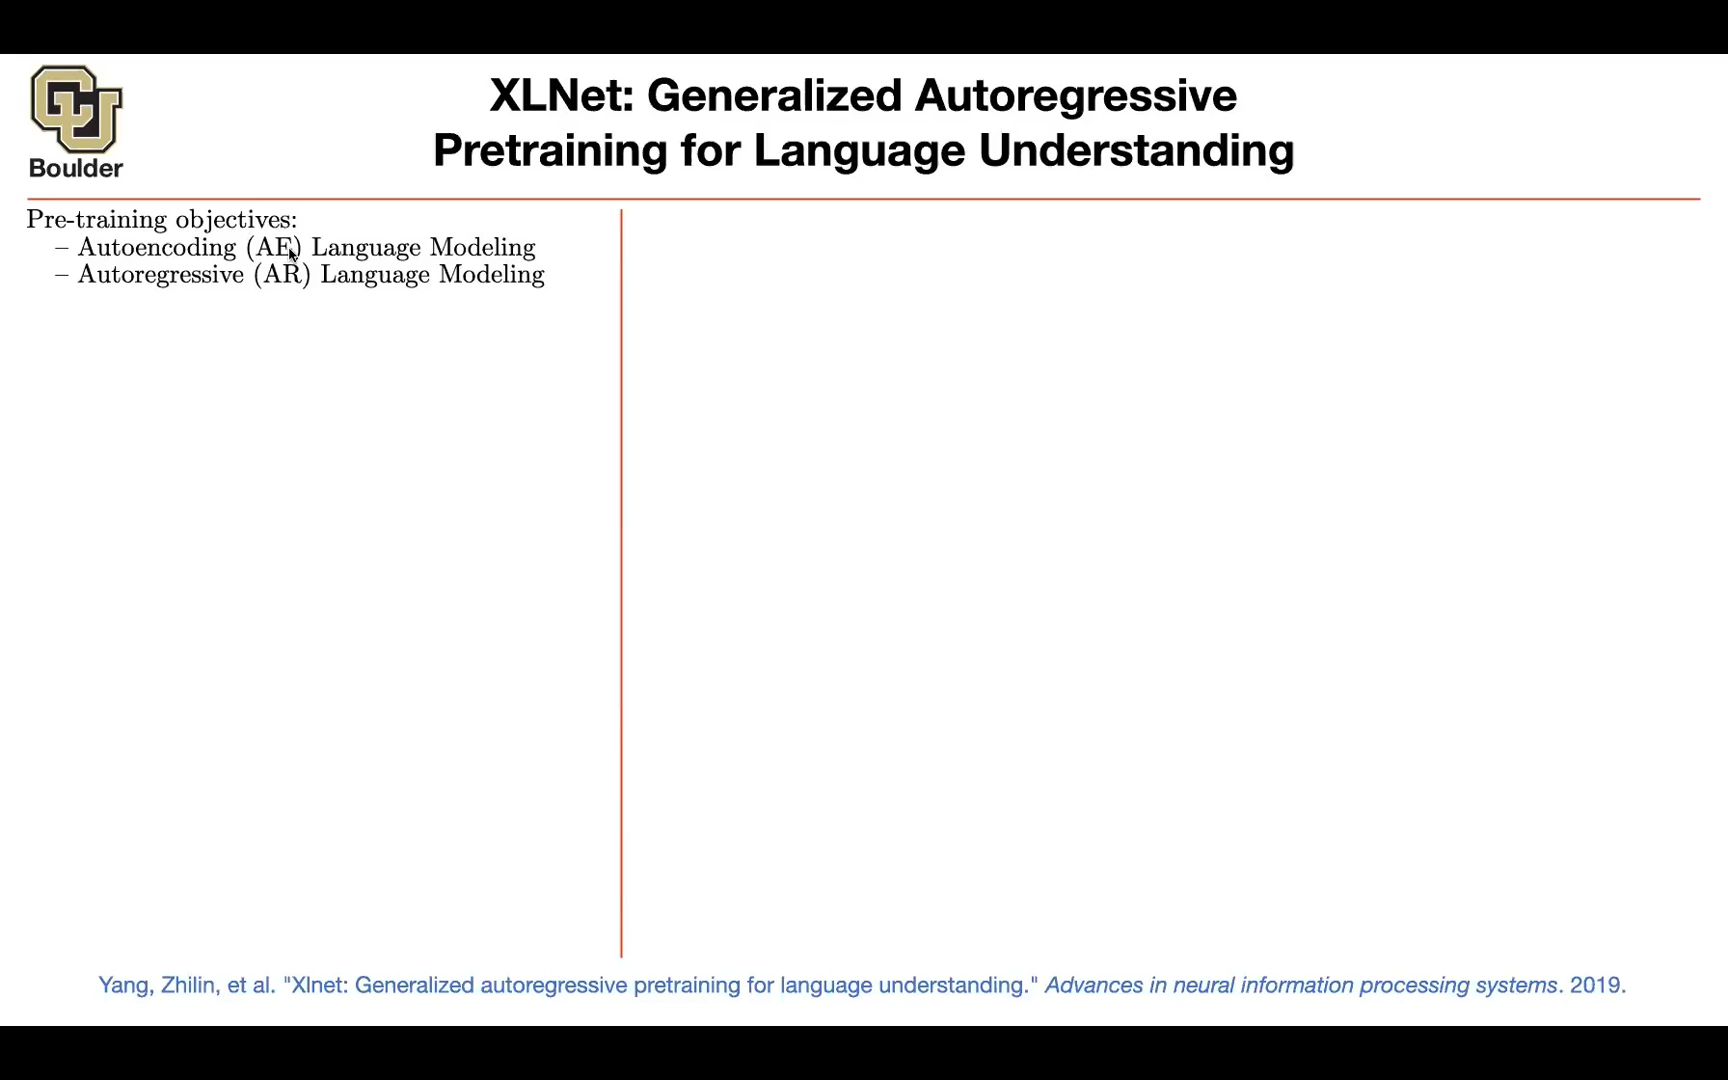 XLNet: Generalized Autoregressive
Pretraining for Language Understanding
Boulder
Pre-training objectives:
– Autoencoding (AE) Language Modeling
– Autoregressive (AR) Language Modeling
Yang, Zhilin, et al. "Xlnet: Generalized autoregressive pretraining for language understanding." Advances in neural information processing systems. 2019.